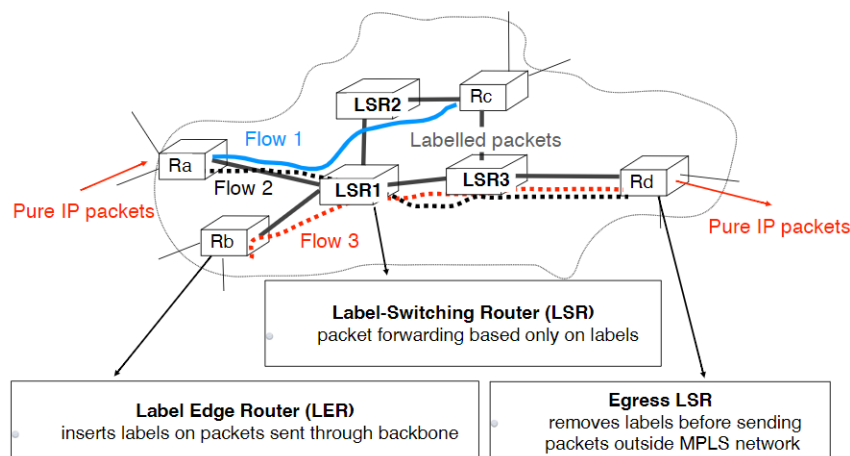 LSR2
Rc
Flow 1
Labelled packets
Ra
Flow 2
LSR1
LSR3
Rd
Pure IP packets
Pure IP packets
Rb
Flow 3
Label-Switching Router (LSR)
packet forwarding based only on labels
Label Edge Router (LER)
inserts labels on packets sent through backbone
Egress LSR
removes labels before sending
packets outside MPLS network